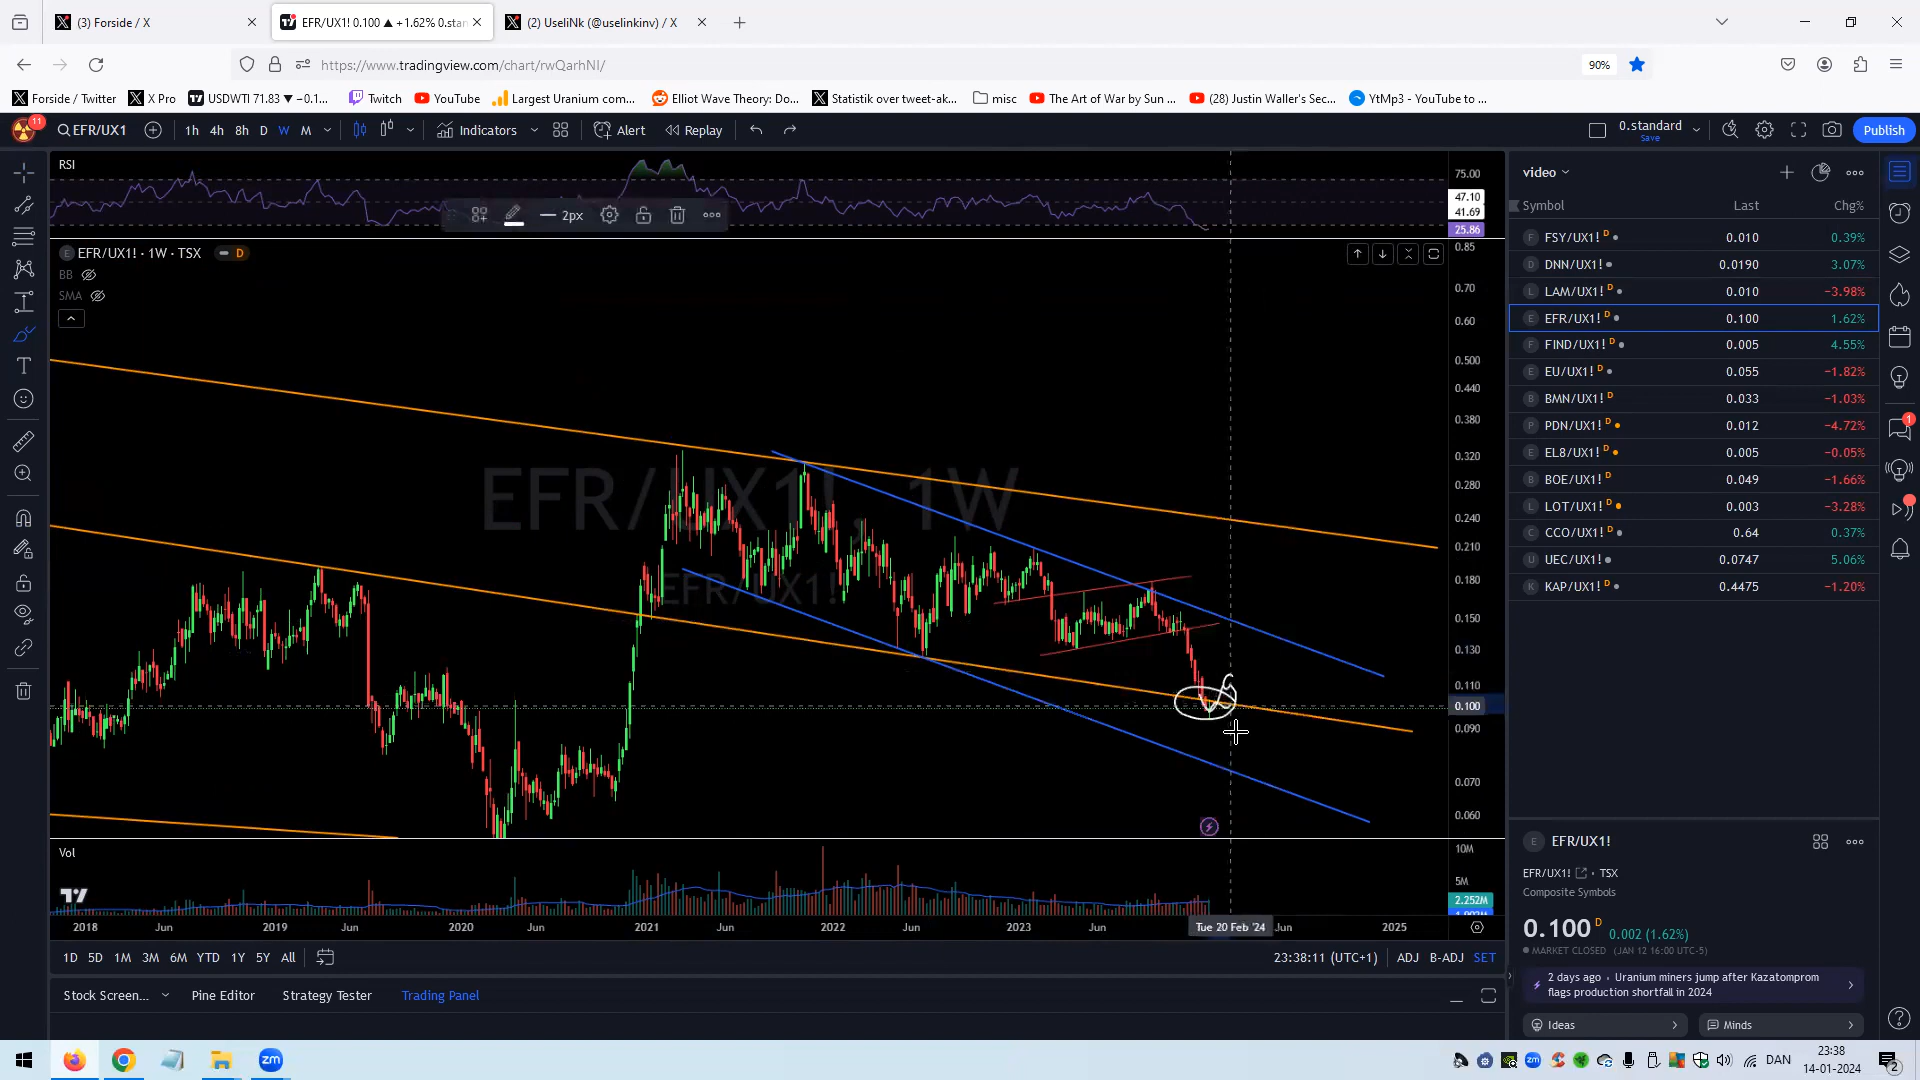 (3) Forside / X
EFR/UX1! 0.100 ▲ +1.62% 0.stan
(2) UseliNk (@uselinkinv) / X
https://www.tradingview.com/chart/rwQarhNI/
90%
Forside / Twitter
X Pro
USDWTI 71.83 ▼ −0.1...
Twitch
YouTube
Largest Uranium com...
Elliot Wave Theory: Do...
Statistik over tweet-ak...
misc
The Art of War by Sun ...
(28) Justin Waller's Sec...
YtMp3 - YouTube to ...
11
EFR/UX1
1h
4h
8h
D
W
M
Indicators
Alert
Replay
0.standard
Save
Publish
RSI
75.00
47.10
41.69
25.86
2px
EFR/UX1! · 1W · TSX
D
BB
SMA
EFR/UX1!, 1W
EFR/UX1!
0.85
0.70
0.60
0.500
0.440
0.380
0.320
0.280
0.240
0.210
0.180
0.150
0.130
0.110
0.100
0.090
0.070
0.060
Vol
10M
5M
2.252M
2018
Jun
2019
Jun
2020
Jun
2021
Jun
2022
Jun
2023
Jun
Tue 20 Feb '24
Jun
2025
1D
5D
1M
3M
6M
YTD
1Y
5Y
All
23:38:11 (UTC+1)
ADJ
B-ADJ
SET
Stock Screen...
Pine Editor
Strategy Tester
Trading Panel
video
Symbol
Last
Chg%
FSY/UX1! D 0.010 0.39%
DNN/UX1! 0.0190 3.07%
LAM/UX1! D 0.010 −3.98%
EFR/UX1! D 0.100 1.62%
FIND/UX1! D 0.005 4.55%
EU/UX1! D 0.055 −1.82%
BMN/UX1! D 0.033 −1.03%
PDN/UX1! D 0.012 −4.72%
EL8/UX1! D 0.005 −0.05%
BOE/UX1! D 0.049 −1.66%
LOT/UX1! D 0.003 −3.28%
CCO/UX1! D 0.64 0.37%
UEC/UX1! 0.0747 5.06%
KAP/UX1! D 0.4475 −1.20%
1
E
EFR/UX1!
EFR/UX1! · TSX
Composite Symbols
0.100 D 0.002 (1.62%)
MARKET CLOSED (JAN 12 16:00 UTC-5)
2 days ago · Uranium miners jump after Kazatomprom
flags production shortfall in 2024
Ideas
Minds
zm
DAN
23:38
14-01-2024
2